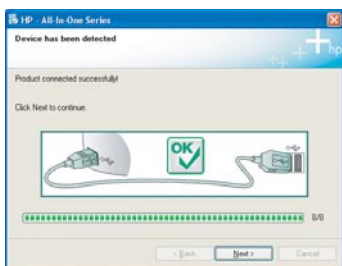 HP - All-In-One Series
Device has been detected
hp
Product connected successfully!
Click Next to continue.
OK
8/8
< Back
Next >
Cancel